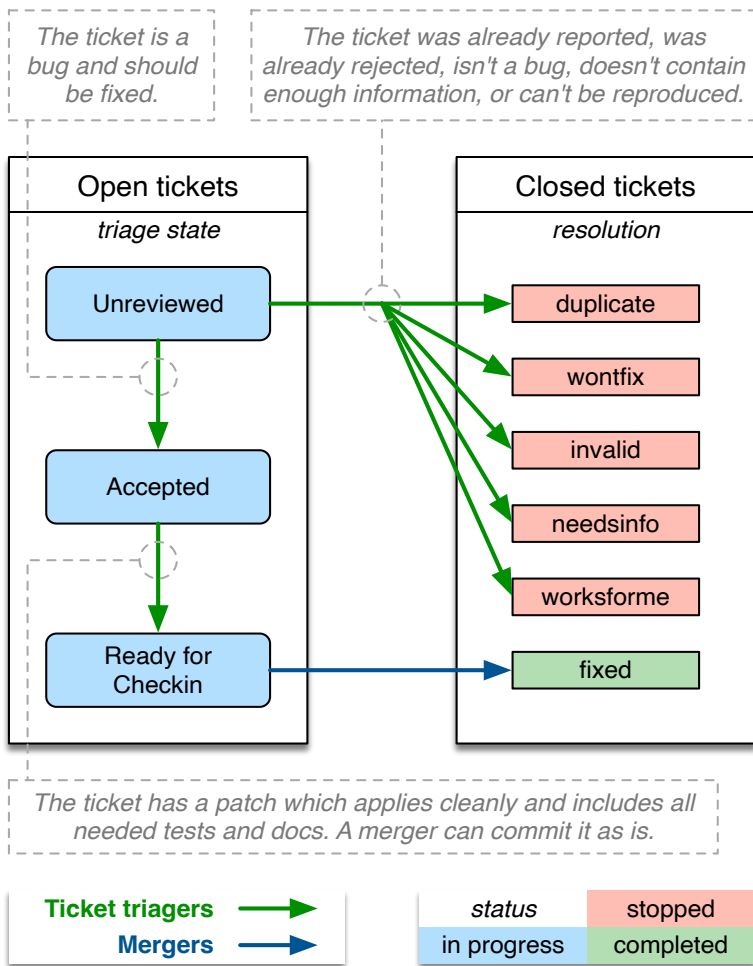 The ticket is a
bug and should
be fixed.
The ticket was already reported, was
already rejected, isn't a bug, doesn't contain
enough information, or can't be reproduced.
Open tickets
triage state
Unreviewed
Accepted
Ready for
Checkin
Closed tickets
resolution
duplicate
wontfix
invalid
needsinfo
worksforme
fixed
The ticket has a patch which applies cleanly and includes all
needed tests and docs. A merger can commit it as is.
Ticket triagers
Mergers
status
stopped
in progress
completed